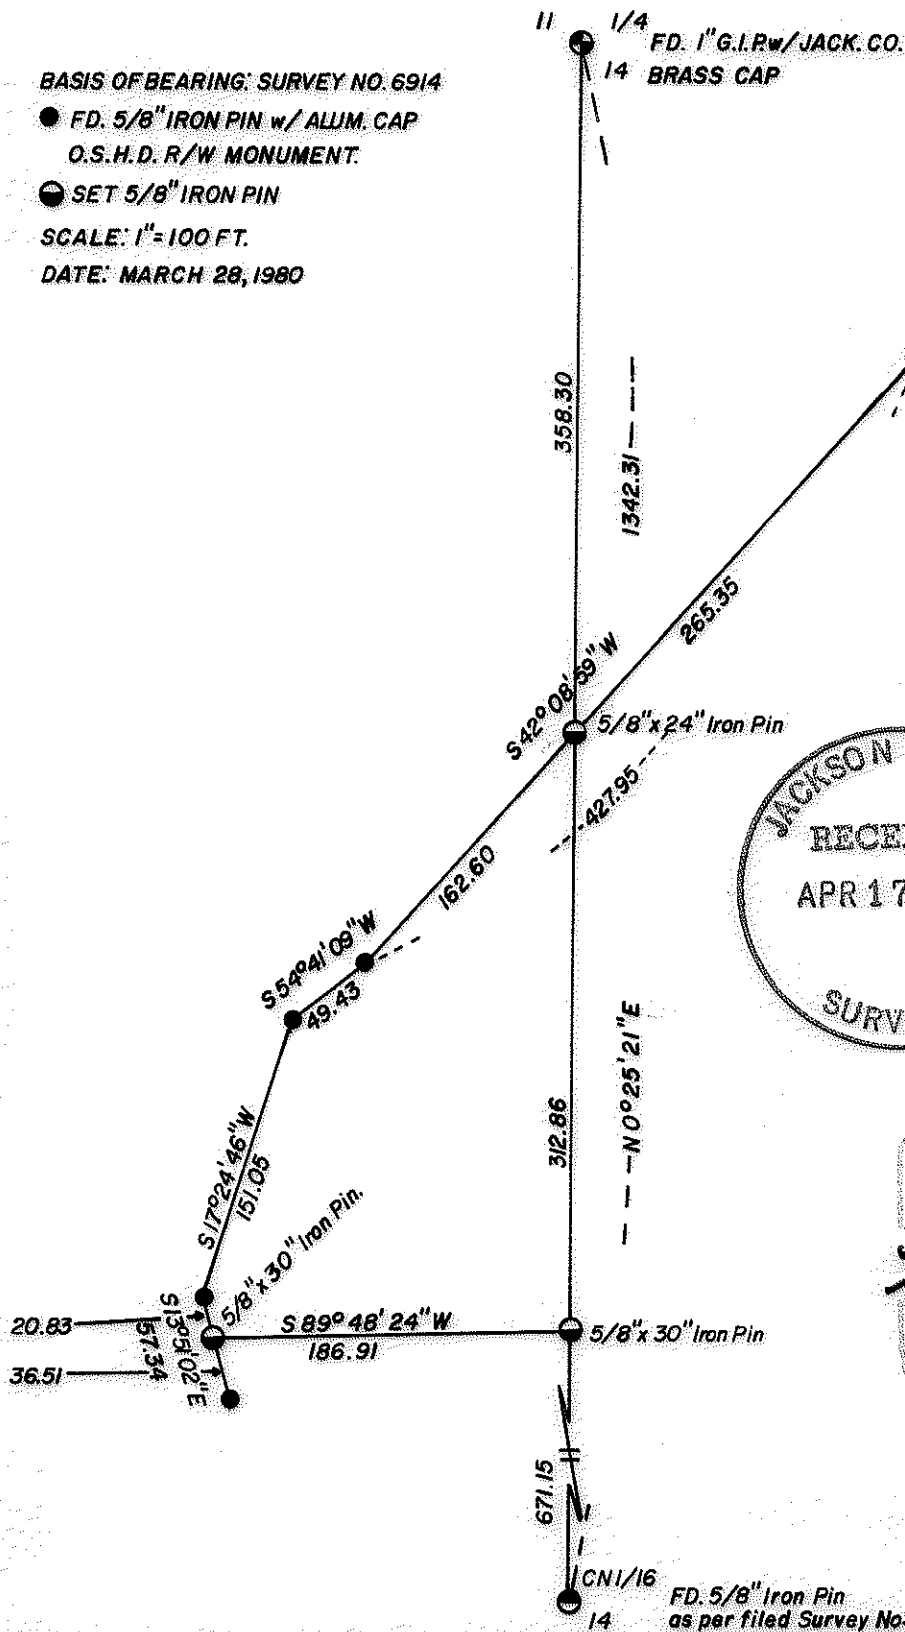 11 1/4
FD. 1" G.I.P. w/ JACK. CO.
14 BRASS CAP
BASIS OF BEARING: SURVEY NO. 6914
FD. 5/8" IRON PIN w/ ALUM. CAP
O.S.H.D. R/W MONUMENT.
SET 5/8" IRON PIN
SCALE: 1"=100 FT.
DATE: MARCH 28, 1980
358.30
1342.31
265.35
S 42° 08' 59" W
5/8" x 24" Iron Pin
427.95
162.60
JACKSON
APR 17
S 54° 41' 09" W
49.43
N 0° 25' 21" E
312.86
S 17° 24' 46" W
151.05
5/8" x 30" Iron Pin.
S 89° 48' 24" W
186.91
5/8" x 30" Iron Pin
20.83
57.34
36.51
671.15
CN 1/16
14
FD. 5/8" Iron Pin
as per filed Survey No.